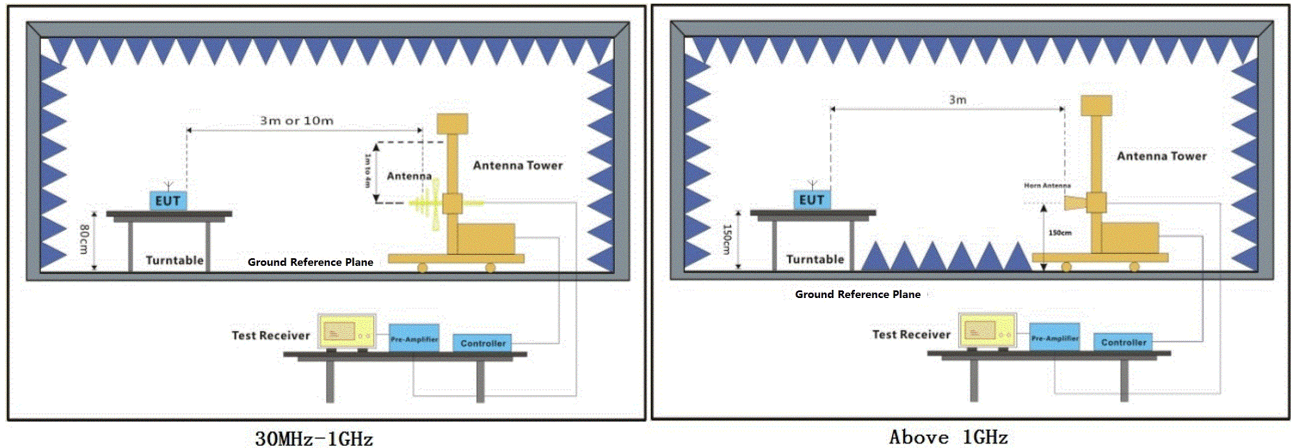 3m or 10m
1m to 4m
Antenna
Antenna Tower
EUT
80cm
Turntable
Ground Reference Plane
Test Receiver
Pre-Amplifier
Controller
30MHz-1GHz
3m
Antenna Tower
Horn Antenna
EUT
150cm
150cm
Turntable
Ground Reference Plane
Test Receiver
Pre-Amplifier
Controller
Above 1GHz